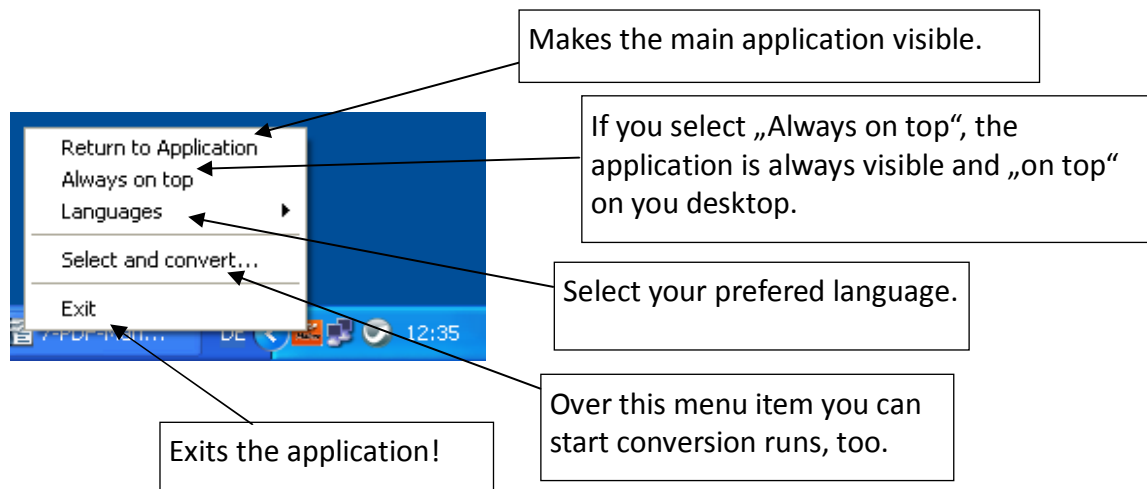 Makes the main application visible.
If you select „Always on top“, the
application is always visible and „on top“
on you desktop.
Return to Application
Always on top
Languages
Select and convert...
Exit
Select your prefered language.
DE
12:35
Over this menu item you can
start conversion runs, too.
Exits the application!